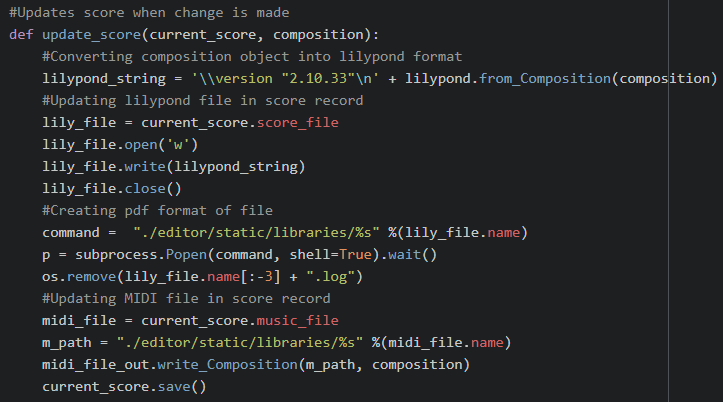 #Updates score when change is made
def update_score(current_score, composition):
    #Converting composition object into lilypond format
    lilypond_string = '\\version "2.10.33"\n' + lilypond.from_Composition(composition)
    #Updating lilypond file in score record
    lily_file = current_score.score_file
    lily_file.open('w')
    lily_file.write(lilypond_string)
    lily_file.close()
    #Creating pdf format of file
    command =  "./editor/static/libraries/%s" %(lily_file.name)
    p = subprocess.Popen(command, shell=True).wait()
    os.remove(lily_file.name[:-3] + ".log")
    #Updating MIDI file in score record
    midi_file = current_score.music_file
    m_path = "./editor/static/libraries/%s" %(midi_file.name)
    midi_file_out.write_Composition(m_path, composition)
    current_score.save()